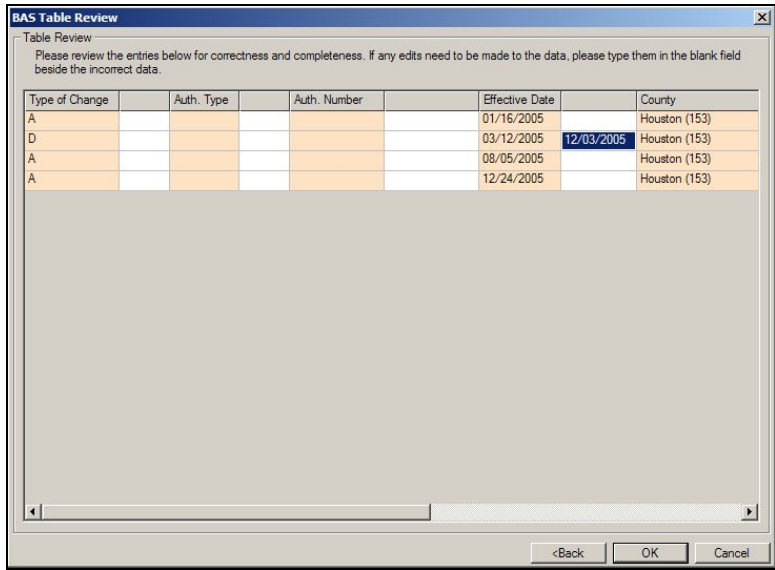 BAS Table Review
Table Review
Please review the entries below for correctness and completeness. If any edits need to be made to the data, please type them in the blank field
beside the incorrect data.
Type of Change Auth. Type Auth. Number Effective Date County
A 01/16/2005 Houston (153)
D 03/12/2005 12/03/2005 Houston (153)
A 08/05/2005 Houston (153)
A 12/24/2005 Houston (153)
<Back OK Cancel